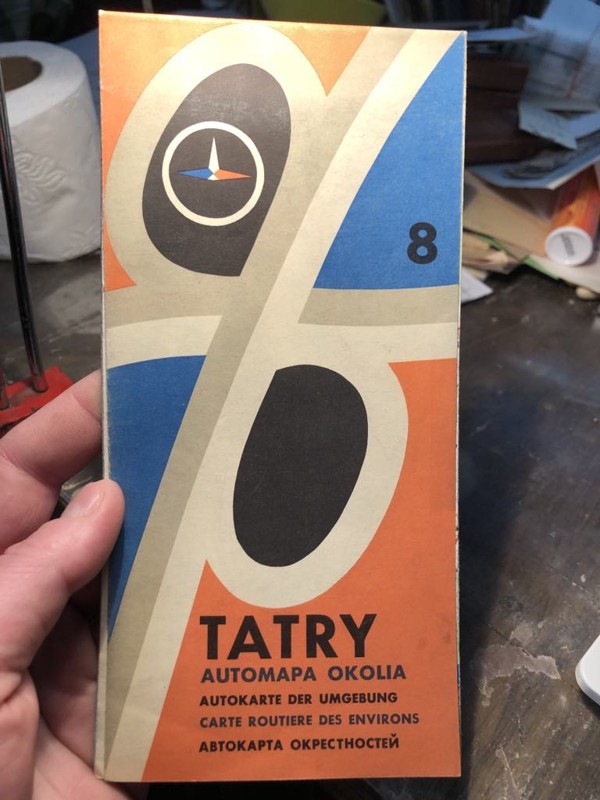 8
TATRY
AUTOMAPA OKOLIA
AUTOKARTE DER UMGEBUNG
CARTE ROUTIERE DES ENVIRONS
АВТОКАРТА ОКРЕСТНОСТЕЙ